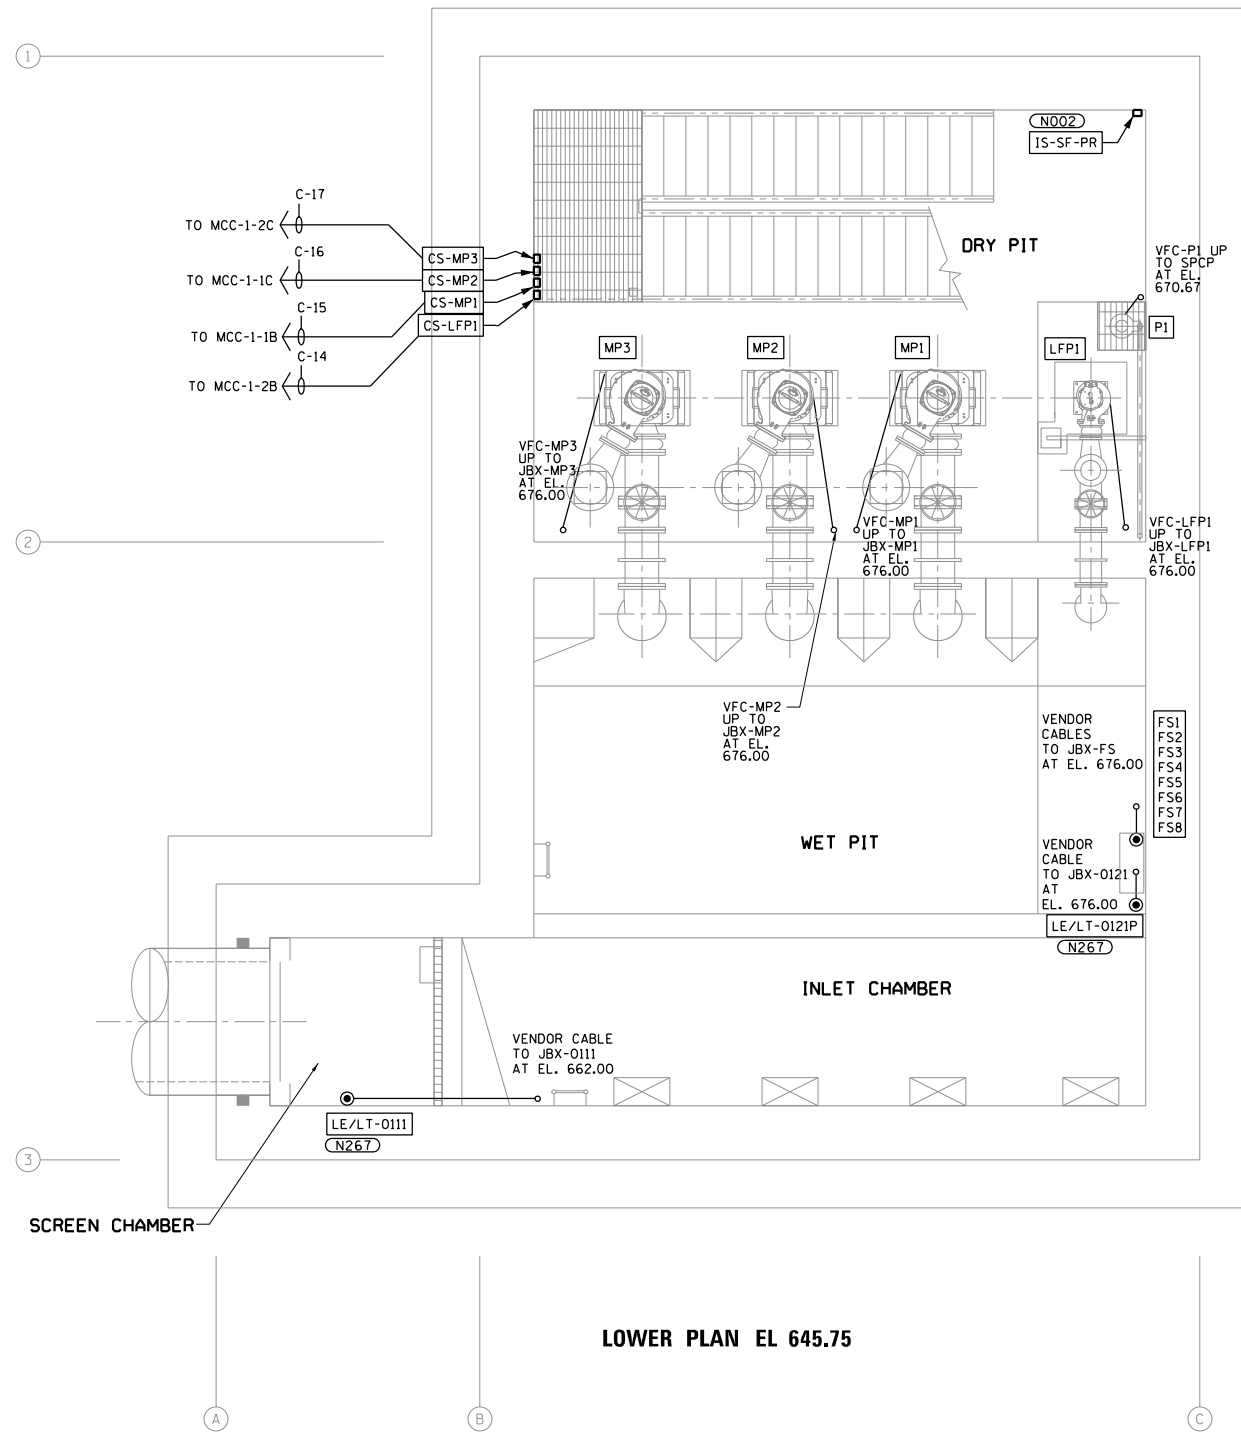 1
N002
IS-SF-PR
C-17
TO MCC-1-2C
CS-MP3
C-16
TO MCC-1-1C
CS-MP2
CS-MP1
C-15
TO MCC-1-1B
CS-LFP1
C-14
TO MCC-1-2B
DRY PIT
VFC-P1 UP
TO SPCP
AT EL.
670.67
P1
MP3
MP2
MP1
LFP1
VFC-MP3
UP TO
JBX-MP3
AT EL.
676.00
VFC-MP1
UP TO
JBX-MP1
AT EL.
676.00
VFC-LFP1
UP TO
JBX-LFP1
AT EL.
676.00
2
VFC-MP2
UP TO
JBX-MP2
AT EL.
676.00
VENDOR
CABLES
TO JBX-FS
AT EL. 676.00
FS1
FS2
FS3
FS4
FS5
FS6
FS7
FS8
WET PIT
VENDOR
CABLE
TO JBX-0121
AT
EL. 676.00
LE/LT-0121P
N267
INLET CHAMBER
VENDOR CABLE
TO JBX-0111
AT EL. 662.00
LE/LT-0111
N267
3
SCREEN CHAMBER
LOWER PLAN EL 645.75
A
B
C